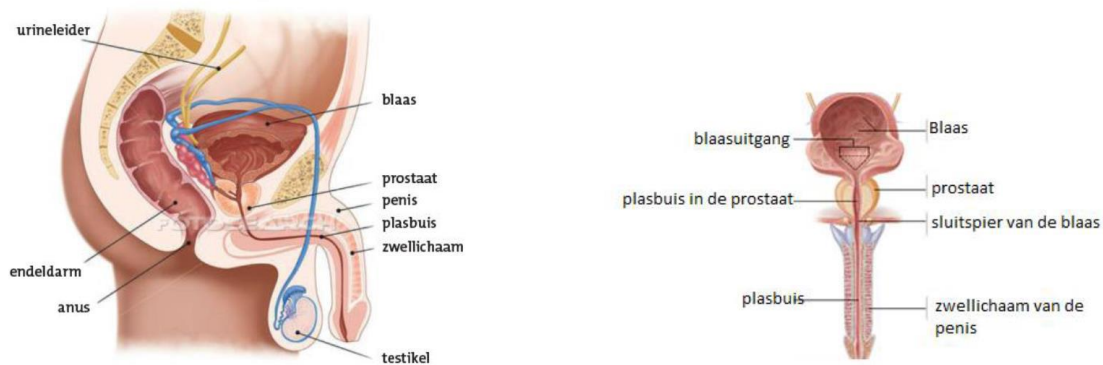 urineleider
blaas
prostaat
penis
plasbuis
zwellichaam
endeldarm
anus
testikel
blaasuitgang
Blaas
plasbuis in de prostaat
prostaat
sluitspier van de blaas
plasbuis
zwellichaam van de
penis